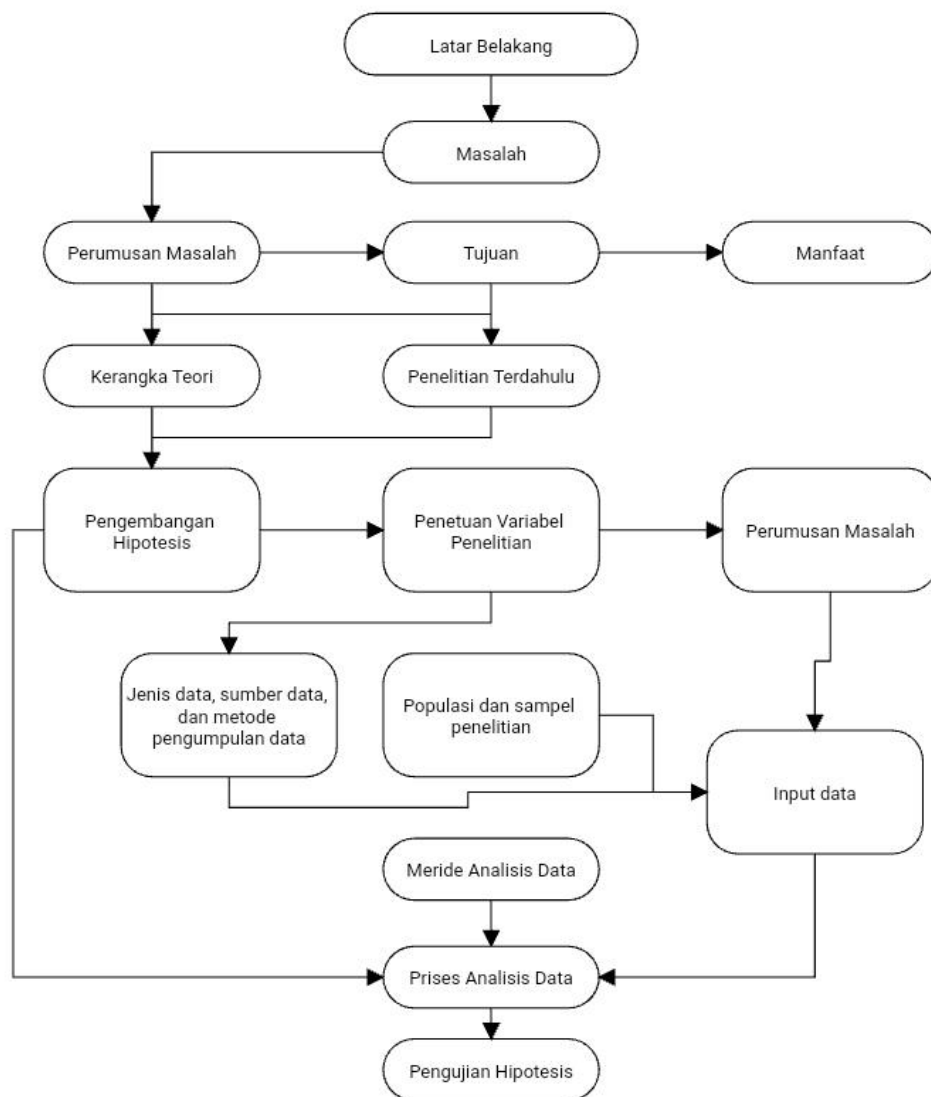 Latar Belakang
Masalah
Perumusan Masalah
Tujuan
Manfaat
Kerangka Teori
Penelitian Terdahulu
Pengembangan
Hipotesis
Penetuan Variabel
Penelitian
Perumusan Masalah
Jenis data, sumber data,
dan metode
pengumpulan data
Populasi dan sampel
penelitian
Input data
Meride Analisis Data
Prises Analisis Data
Pengujian Hipotesis